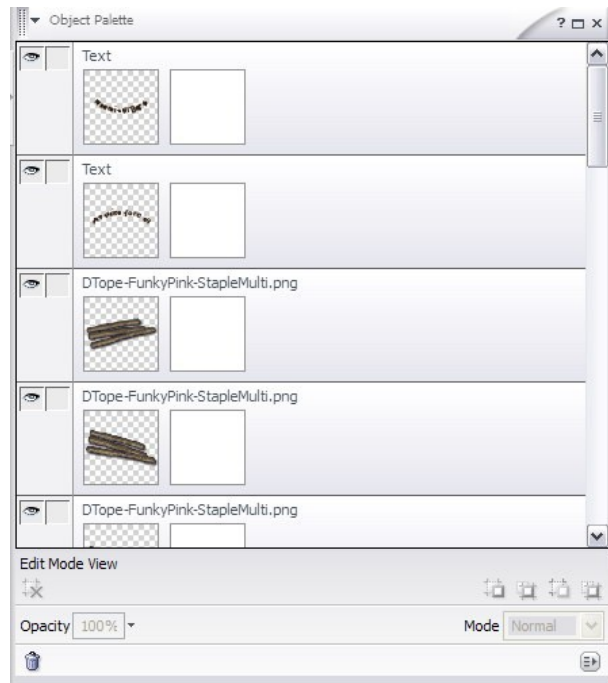 Object Palette
Text
Text
DTope-FunkyPink-StapleMulti.png
DTope-FunkyPink-StapleMulti.png
DTope-FunkyPink-StapleMulti.png
Edit Mode View
Opacity 100% Mode Normal